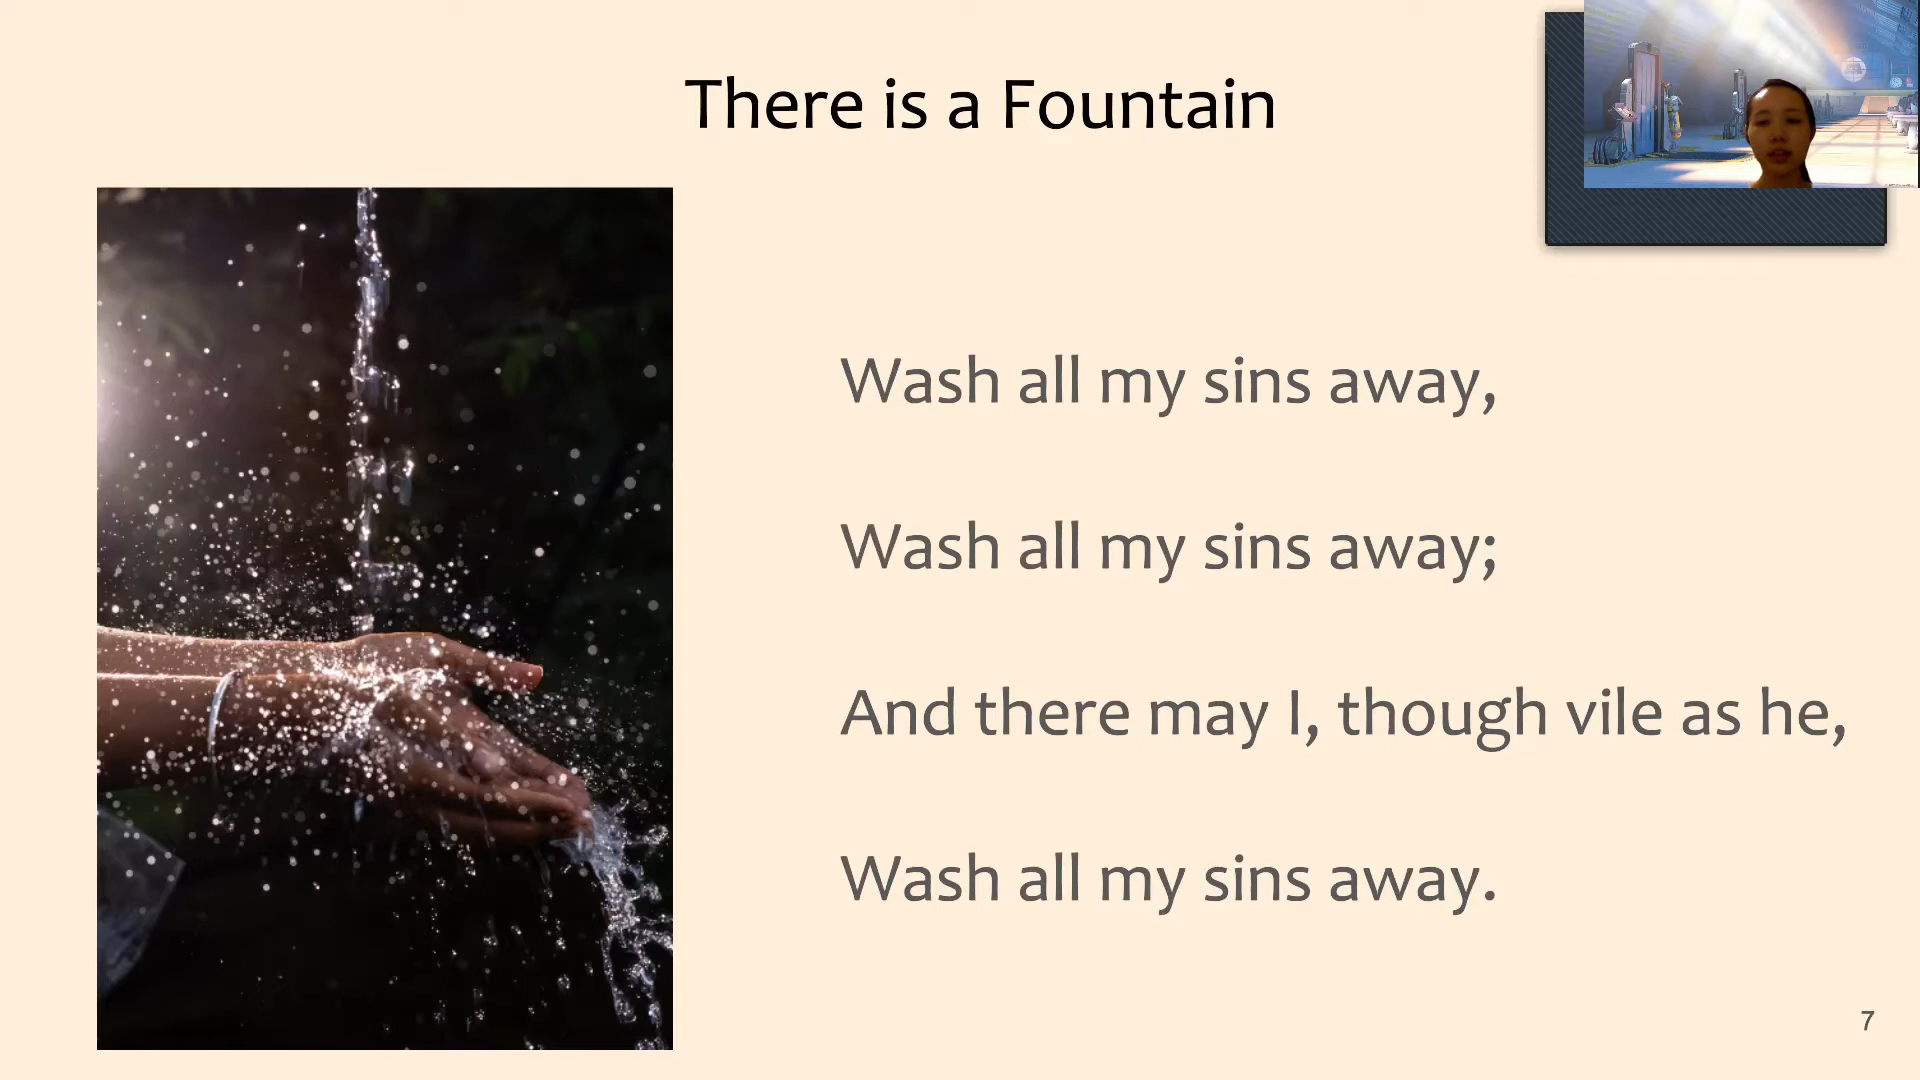 There is a Fountain
Wash all my sins away,
Wash all my sins away;
And there may I, though vile as he,
Wash all my sins away.
7